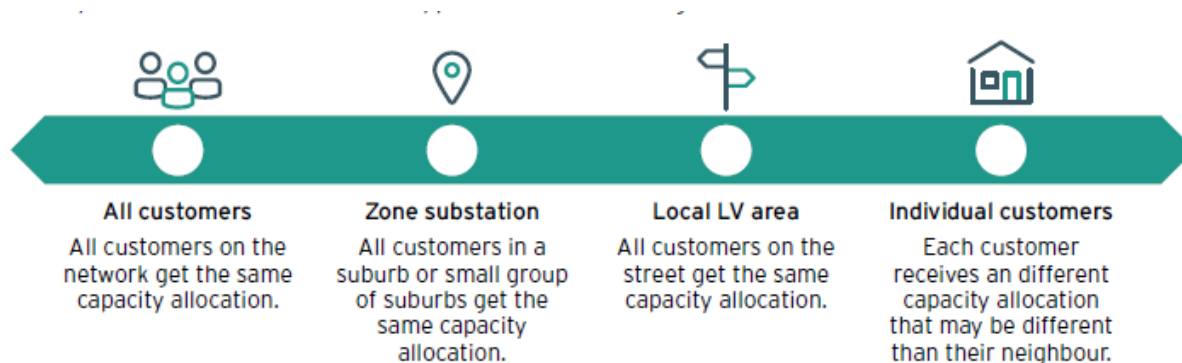 All customers
All customers on the
network get the same
capacity allocation.
Zone substation
All customers in a
suburb or small group
of suburbs get the
same capacity
allocation.
Local LV area
All customers on the
street get the same
capacity allocation.
Individual customers
Each customer
receives an different
capacity allocation
that may be different
than their neighbour.